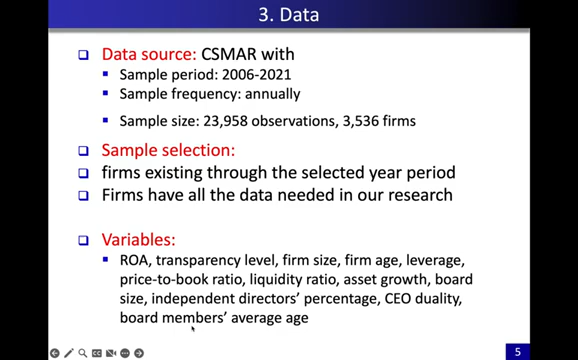 3. Data
Data source: CSMAR with
Sample period: 2006-2021
Sample frequency: annually
Sample size: 23,958 observations, 3,536 firms
Sample selection:
firms existing through the selected year period
Firms have all the data needed in our research
Variables:
ROA, transparency level, firm size, firm age, leverage,
price-to-book ratio, liquidity ratio, asset growth, board
size, independent directors’ percentage, CEO duality,
board members’ average age
5